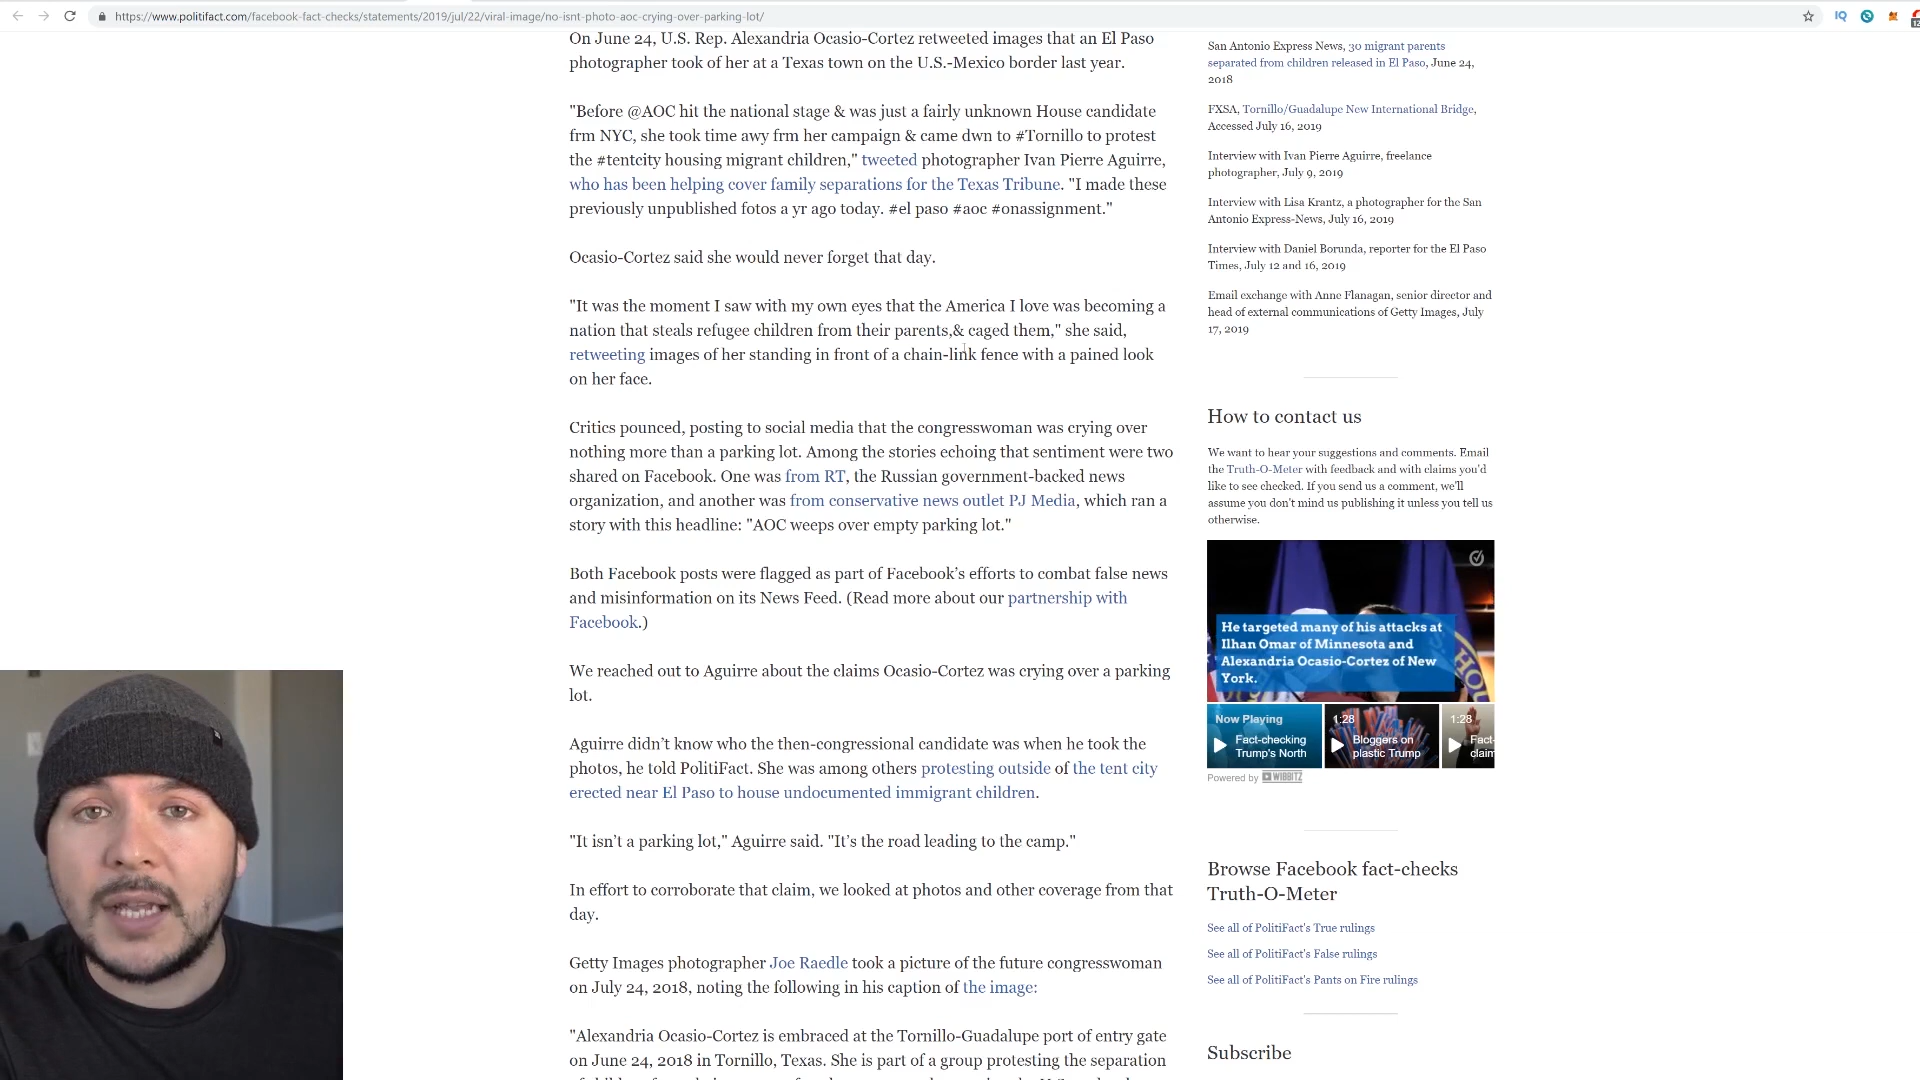 https://www.politifact.com/facebook-fact-checks/statements/2019/jul/22/viral-image/no-isnt-photo-aoc-crying-over-parking-lot/
On June 24, U.S. Rep. Alexandria Ocasio-Cortez retweeted images that an El Paso
photographer took of her at a Texas town on the U.S.-Mexico border last year.
"Before @AOC hit the national stage & was just a fairly unknown House candidate
frm NYC, she took time awy frm her campaign & came dwn to #Tornillo to protest
the #tentcity housing migrant children," tweeted photographer Ivan Pierre Aguirre,
who has been helping cover family separations for the Texas Tribune. "I made these
previously unpublished fotos a yr ago today. #el paso #aoc #onassignment."
Ocasio-Cortez said she would never forget that day.
"It was the moment I saw with my own eyes that the America I love was becoming a
nation that steals refugee children from their parents,& caged them," she said,
retweeting images of her standing in front of a chain-link fence with a pained look
on her face.
Critics pounced, posting to social media that the congresswoman was crying over
nothing more than a parking lot. Among the stories echoing that sentiment were two
shared on Facebook. One was from RT, the Russian government-backed news
organization, and another was from conservative news outlet PJ Media, which ran a
story with this headline: "AOC weeps over empty parking lot."
Both Facebook posts were flagged as part of Facebook’s efforts to combat false news
and misinformation on its News Feed. (Read more about our partnership with
Facebook.)
We reached out to Aguirre about the claims Ocasio-Cortez was crying over a parking
lot.
Aguirre didn’t know who the then-congressional candidate was when he took the
photos, he told PolitiFact. She was among others protesting outside of the tent city
erected near El Paso to house undocumented immigrant children.
"It isn’t a parking lot," Aguirre said. "It’s the road leading to the camp."
In effort to corroborate that claim, we looked at photos and other coverage from that
day.
Getty Images photographer Joe Raedle took a picture of the future congresswoman
on July 24, 2018, noting the following in his caption of the image:
"Alexandria Ocasio-Cortez is embraced at the Tornillo-Guadalupe port of entry gate
on June 24, 2018 in Tornillo, Texas. She is part of a group protesting the separation
San Antonio Express News, 30 migrant parents
separated from children released in El Paso, June 24,
2018
FXSA, Tornillo/Guadalupe New International Bridge,
Accessed July 16, 2019
Interview with Ivan Pierre Aguirre, freelance
photographer, July 9, 2019
Interview with Lisa Krantz, a photographer for the San
Antonio Express-News, July 16, 2019
Interview with Daniel Borunda, reporter for the El Paso
Times, July 12 and 16, 2019
Email exchange with Anne Flanagan, senior director and
head of external communications of Getty Images, July
17, 2019
How to contact us
We want to hear your suggestions and comments. Email
the Truth-O-Meter with feedback and with claims you'd
like to see checked. If you send us a comment, we'll
assume you don't mind us publishing it unless you tell us
otherwise.
He targeted many of his attacks at
Ilhan Omar of Minnesota and
Alexandria Ocasio-Cortez of New
York.
Now Playing
Fact-checking
Trump's North
1:28
Bloggers on
plastic Trump
1:28
Fact-
claim
Powered by WIBBITZ
Browse Facebook fact-checks
Truth-O-Meter
See all of PolitiFact's True rulings
See all of PolitiFact's False rulings
See all of PolitiFact's Pants on Fire rulings
Subscribe